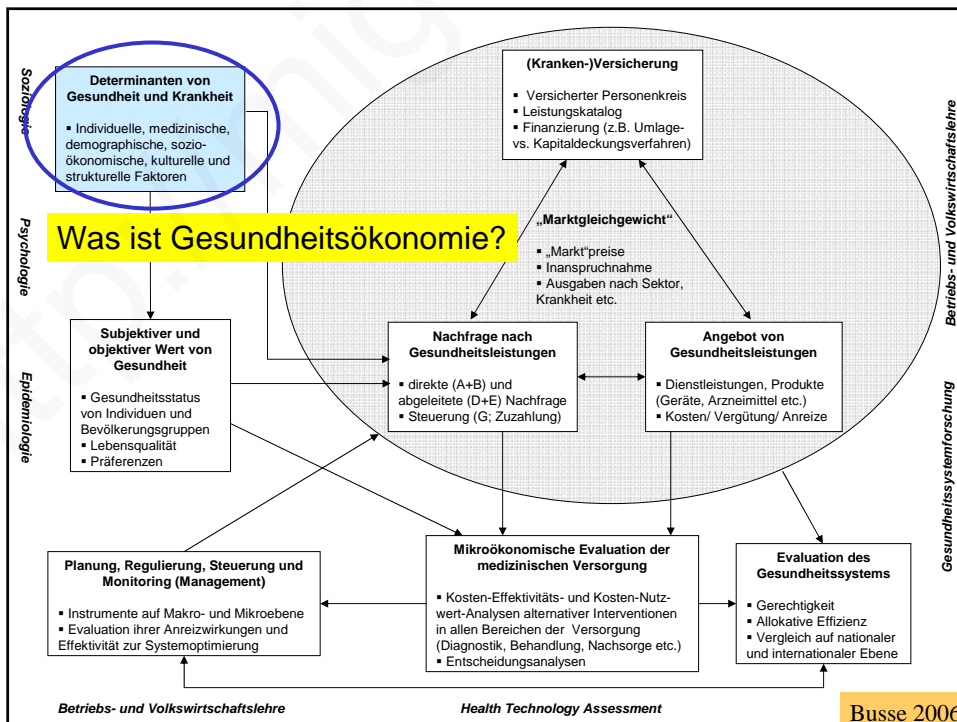 Soziologie
Psychologie
Epidemiologie
Determinanten von
Gesundheit und Krankheit
▪ Individuelle, medizinische,
demographische, sozio-
ökonomische, kulturelle und
strukturelle Faktoren
(Kranken-)Versicherung
▪ Versicherter Personenkreis
▪ Leistungskatalog
▪ Finanzierung (z.B. Umlage-
vs. Kapitaldeckungsverfahren)
Was ist Gesundheitsökonomie?
„Marktgleichgewicht“
▪ „Markt“preise
▪ Inanspruchnahme
▪ Ausgaben nach Sektor,
Krankheit etc.
Subjektiver und
objektiver Wert von
Gesundheit
▪ Gesundheitsstatus
von Individuen und
Bevölkerungsgruppen
▪ Lebensqualität
▪ Präferenzen
Nachfrage nach
Gesundheitsleistungen
▪ direkte (A+B) und
abgeleitete (D+E) Nachfrage
▪ Steuerung (G; Zuzahlung)
Angebot von
Gesundheitsleistungen
▪ Dienstleistungen, Produkte
(Geräte, Arzneimittel etc.)
▪ Kosten/ Vergütung/ Anreize
Planung, Regulierung, Steuerung und
Monitoring (Management)
▪ Instrumente auf Makro- und Mikroebene
▪ Evaluation ihrer Anreizwirkungen und
Effektivität zur Systemoptimierung
Mikroökonomische Evaluation der
medizinischen Versorgung
▪ Kosten-Effektivitäts- und Kosten-Nutz-
wert-Analysen alternativer Interventionen
in allen Bereichen der Versorgung
(Diagnostik, Behandlung, Nachsorge etc.)
▪ Entscheidungsanalysen
Evaluation des
Gesundheitssystems
▪ Gerechtigkeit
▪ Allokative Effizienz
▪ Vergleich auf nationaler
und internationaler Ebene
Betriebs- und Volkswirtschaftslehre
Gesundheitssystemforschung
Betriebs- und Volkswirtschaftslehre
Health Technology Assessment
Busse 2006